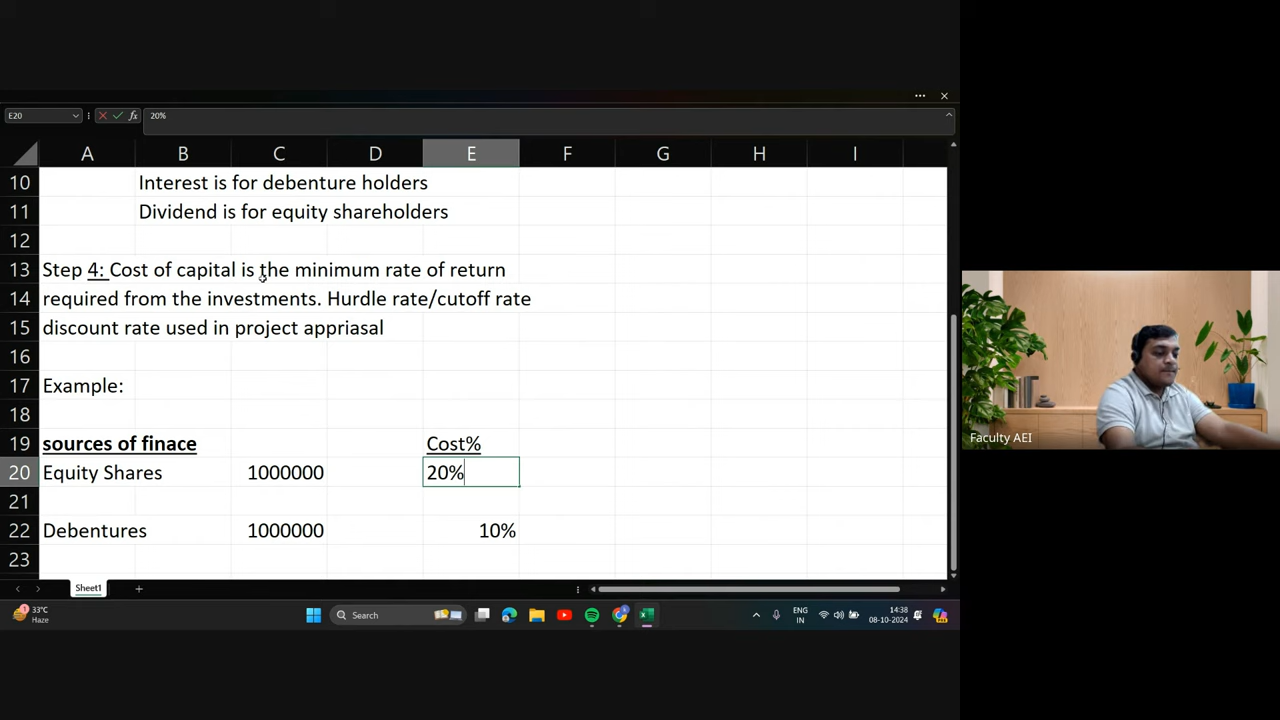 E20
fx
20%
A B C D E F G H I
10 Interest is for debenture holders
11 Dividend is for equity shareholders
12
13 Step 4: Cost of capital is the minimum rate of return
14 required from the investments. Hurdle rate/cutoff rate
15 discount rate used in project appriasal
16
17 Example:
18
19 sources of finace Cost%
20 Equity Shares 1000000 20%
21
22 Debentures 1000000 10%
23
Sheet1
Faculty AEI
1
33°C
Haze
Search
ENG
IN
14:38
08-10-2024